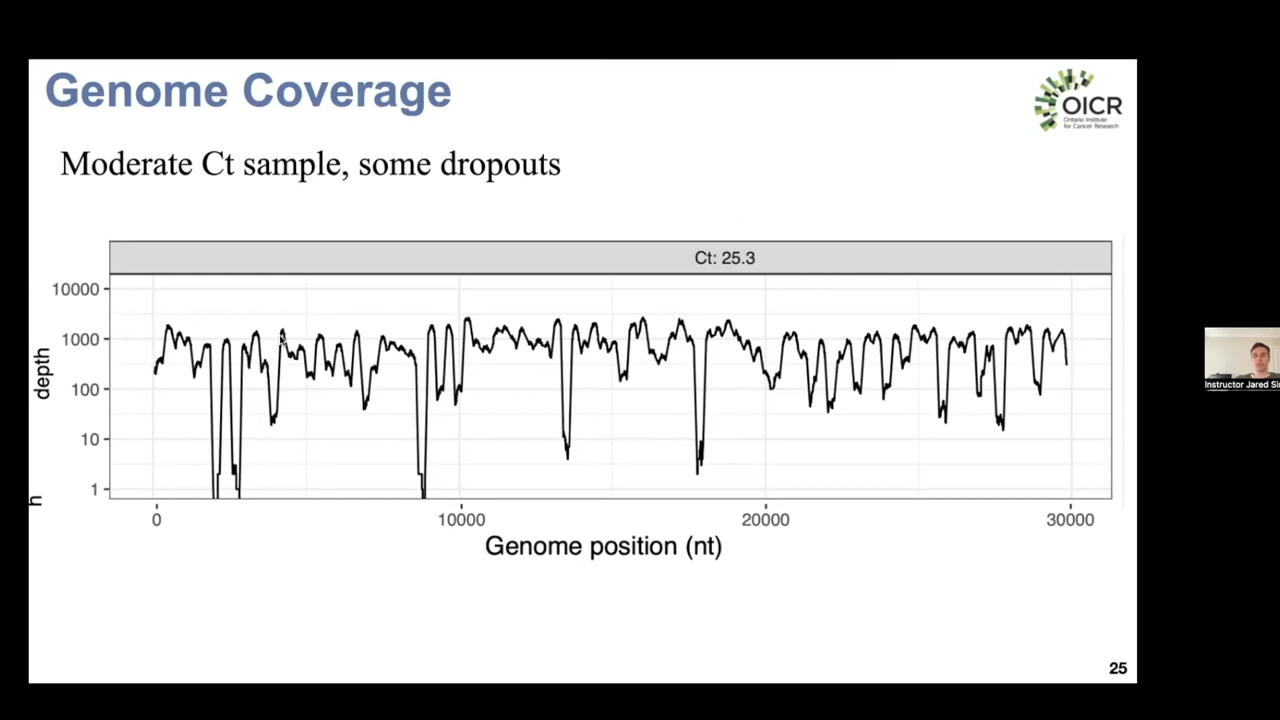 Genome Coverage
OICR
Ontario Institute
for Cancer Research
Moderate Ct sample, some dropouts
Ct: 25.3
10000
1000
100
10
1
depth
h
0
10000
20000
30000
Genome position (nt)
25
Instructor Jared Si